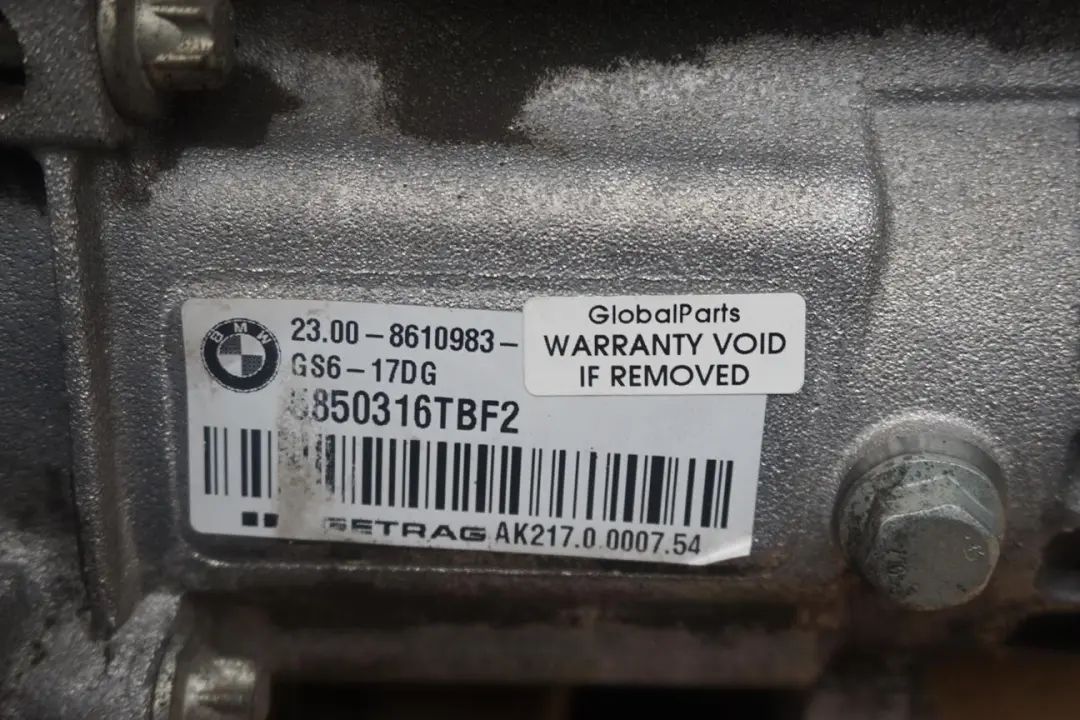 BMW
23.00-8610983-
GS6-17DG
850316TBF2
GETRAG AK217.0.0007.54
GlobalParts
WARRANTY VOID
IF REMOVED